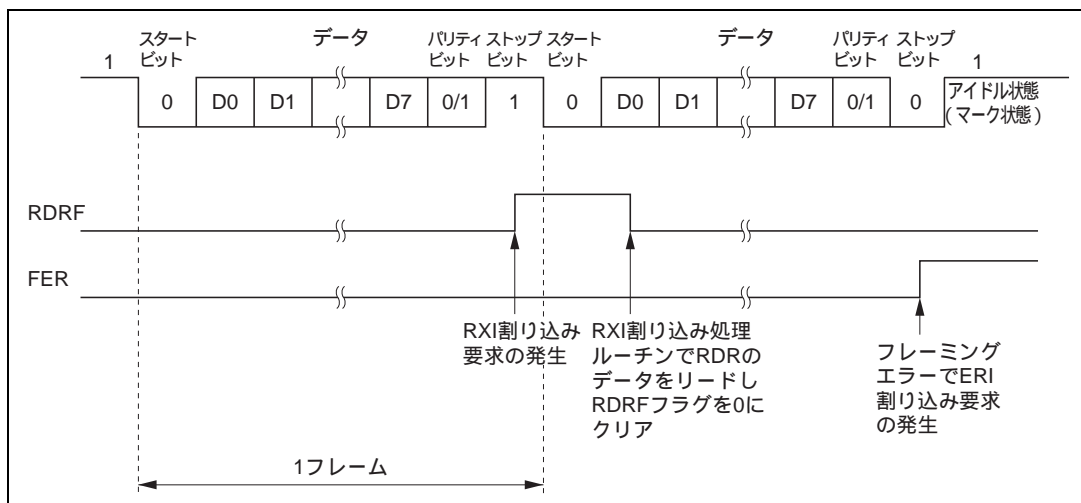 スタート
ビット
データ
パリティ
ビット
ストップ
ビット
スタート
ビット
データ
パリティ
ビット
ストップ
ビット
1
1
0
D0
D1
D7
0/1
1
0
D0
D1
D7
0/1
0
アイドル状態
(マーク状態)
RDRF
FER
RXI割り込み
要求の発生
RXI割り込み処理
ルーチンでRDRの
データをリードし
RDRFフラグを0に
クリア
フレーミング
エラーでERI
割り込み要求
の発生
1フレーム